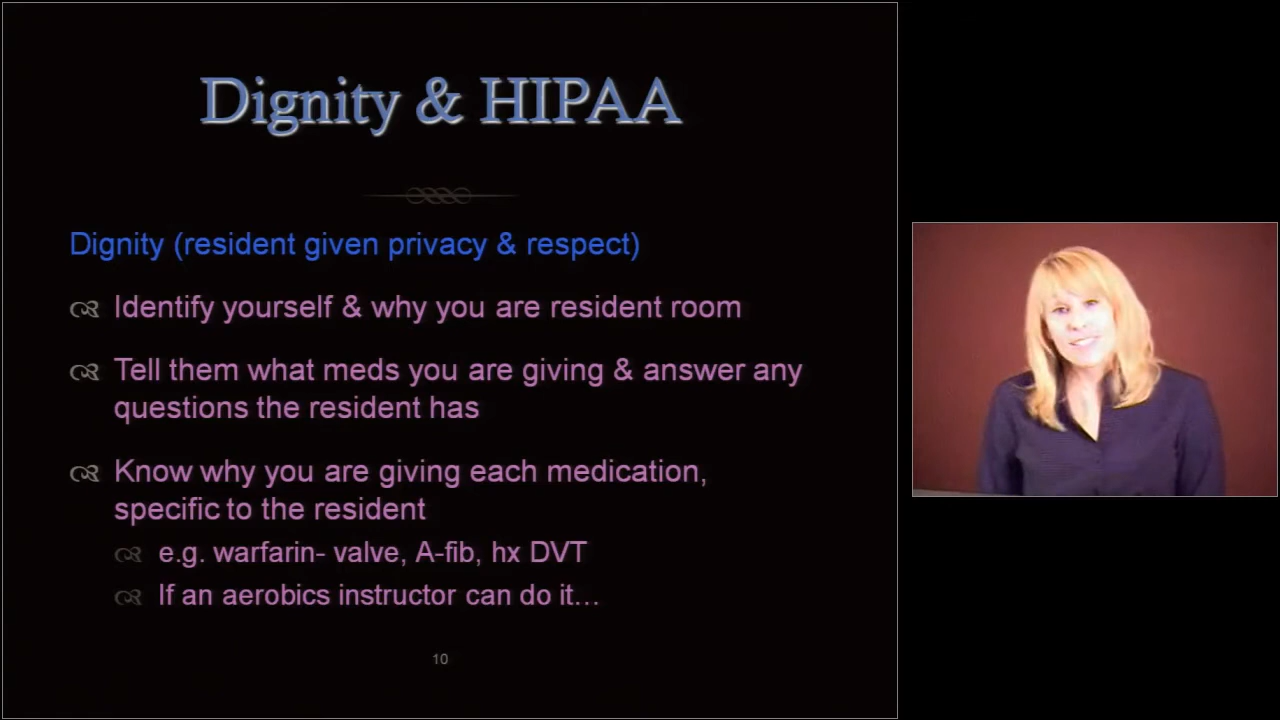 Dignity & HIPAA
Dignity (resident given privacy & respect)
Identify yourself & why you are resident room
Tell them what meds you are giving & answer any
questions the resident has
Know why you are giving each medication,
specific to the resident
e.g. warfarin- valve, A-fib, hx DVT
If an aerobics instructor can do it…
10